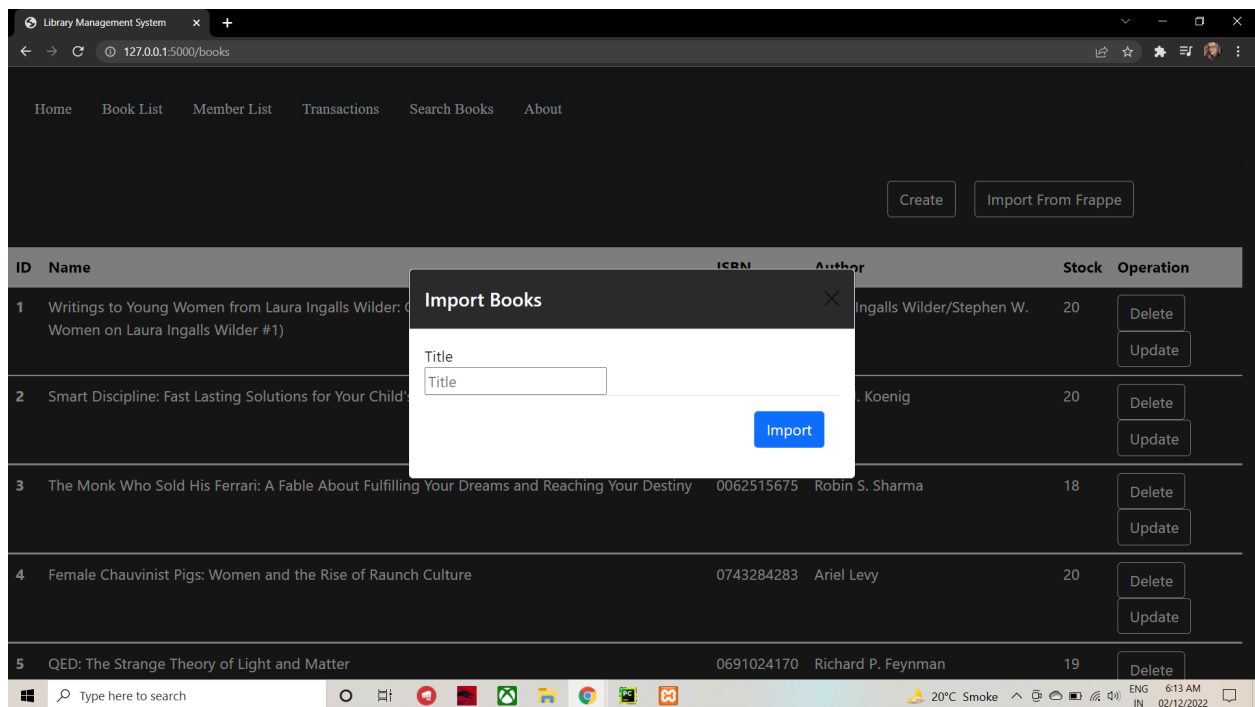 Library Management System
127.0.0.1:5000/books
Home Book List Member List Transactions Search Books About
Create Import From Frappe
ID Name ISBN Author Stock Operation
Import Books
Title
Title
Import
1 Writings to Young Women from Laura Ingalls Wilder: Ingalls Wilder/Stephen W. 20 Delete
Women on Laura Ingalls Wilder #1) Update
2 Smart Discipline: Fast Lasting Solutions for Your Child's . Koenig 20 Delete
Update
3 The Monk Who Sold His Ferrari: A Fable About Fulfilling Your Dreams and Reaching Your Destiny 0062515675 Robin S. Sharma 18 Delete
Update
4 Female Chauvinist Pigs: Women and the Rise of Raunch Culture 0743284283 Ariel Levy 20 Delete
Update
5 QED: The Strange Theory of Light and Matter 0691024170 Richard P. Feynman 19 Delete
Type here to search 20°C Smoke ENG 6:13 AM
IN 02/12/2022